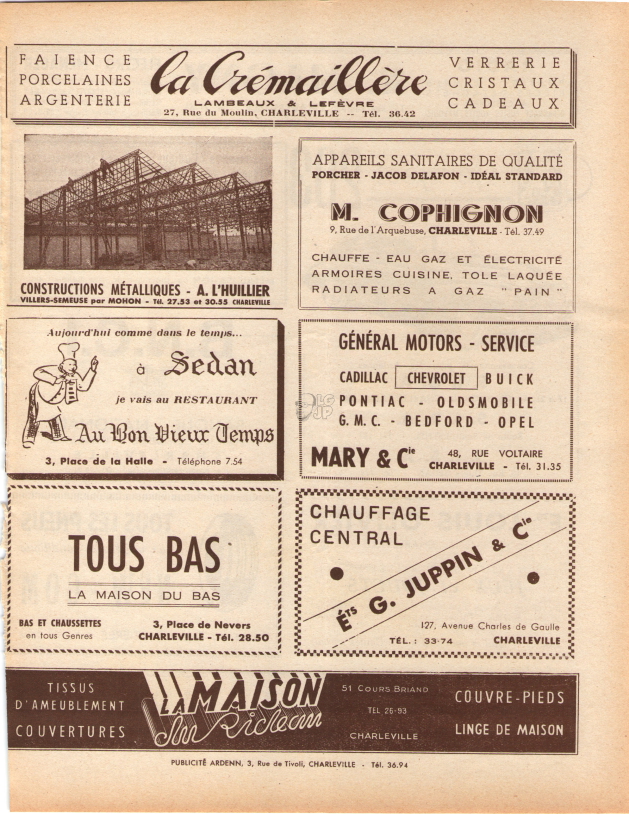 FAIENCE
PORCELAINES
ARGENTERIE
la Crémaillère
LAMBEAUX & LEFÈVRE
27, Rue du Moulin, CHARLEVILLE -- Tél. 36.42
VERRERIE
CRISTAUX
CADEAUX
CONSTRUCTIONS MÉTALLIQUES - A. L'HUILLIER
VILLERS-SEMEUSE par MOHON - Tél. 27.53 et 30.55 CHARLEVILLE
APPAREILS SANITAIRES DE QUALITÉ
PORCHER - JACOB DELAFON - IDÉAL STANDARD
M. COPHIGNON
9, Rue de l'Arquebuse, CHARLEVILLE - Tél. 37.49
CHAUFFE - EAU GAZ ET ÉLECTRICITÉ
ARMOIRES CUISINE, TOLE LAQUÉE
RADIATEURS A GAZ " PAIN "
Aujourd'hui comme dans le temps...
à Sedan
je vais au RESTAURANT
Au Bon Vieux Temps
3, Place de la Halle - Téléphone 7.54
GÉNÉRAL MOTORS - SERVICE
CADILLAC CHEVROLET BUICK
PONTIAC - OLDSMOBILE
G.M.C. - BEDFORD - OPEL
MARY & Cie
48, RUE VOLTAIRE
CHARLEVILLE - Tél. 31.35
TOUS BAS
LA MAISON DU BAS
BAS ET CHAUSSETTES
en tous Genres
3, Place de Nevers
CHARLEVILLE - Tél. 28.50
CHAUFFAGE
CENTRAL
Éts G. JUPPIN & Cie
127, Avenue Charles de Gaulle
TÉL. : 33-74 CHARLEVILLE
TISSUS
D'AMEUBLEMENT
COUVERTURES
LA MAISON
du Rideau
51 COURS BRIAND
TEL 26-93
CHARLEVILLE
COUVRE-PIEDS
LINGE DE MAISON
PUBLICITÉ ARDENN, 3, Rue de Tivoli, CHARLEVILLE - Tél. 36.94